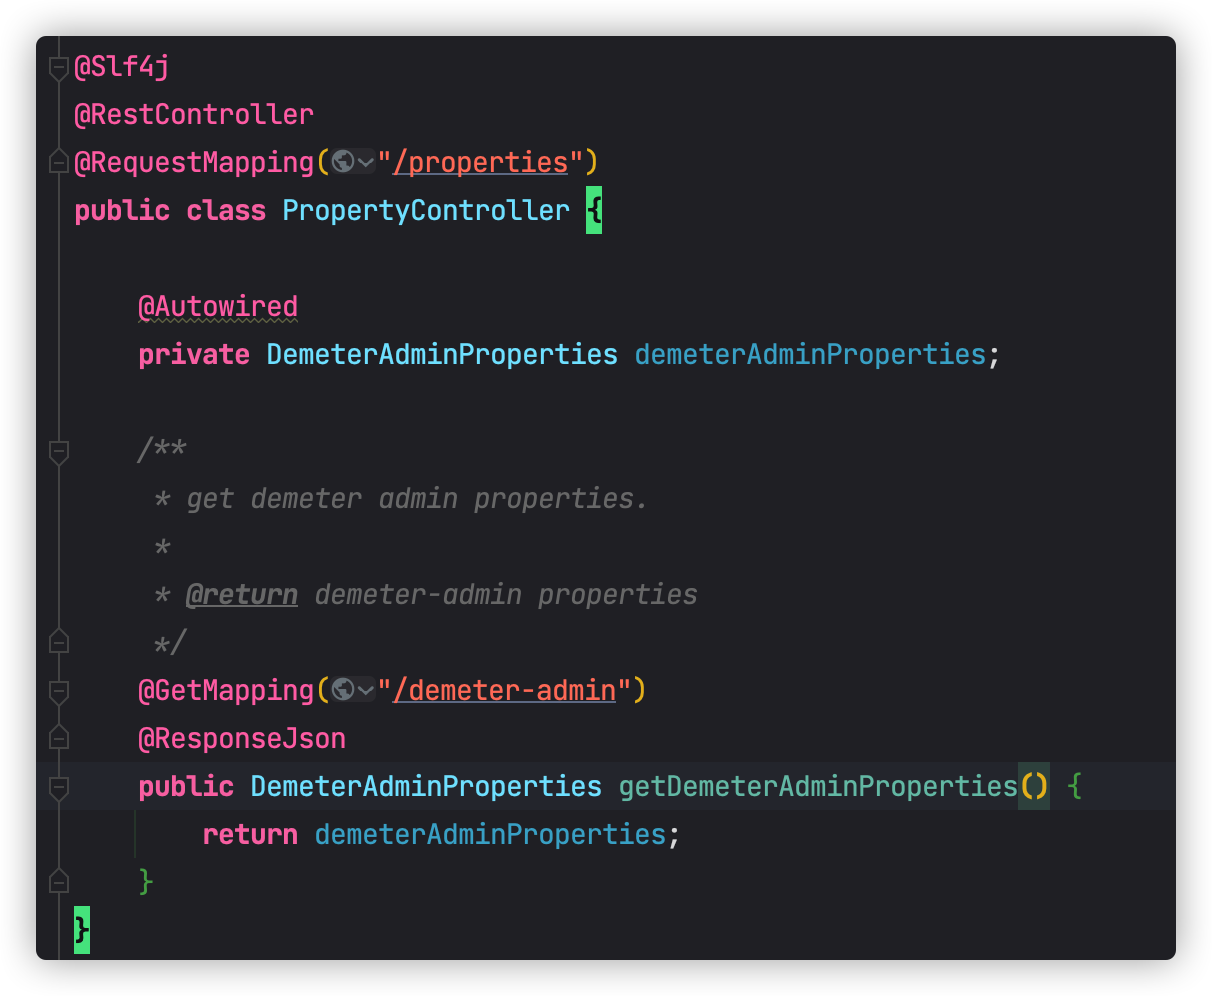 @Slf4j
@RestController
@RequestMapping("/properties")
public class PropertyController {
@Autowired
private DemeterAdminProperties demeterAdminProperties;
/**
* get demeter admin properties.
*
* @return demeter-admin properties
*/
@GetMapping("/demeter-admin")
@ResponseJson
public DemeterAdminProperties getDemeterAdminProperties() {
return demeterAdminProperties;
}
}